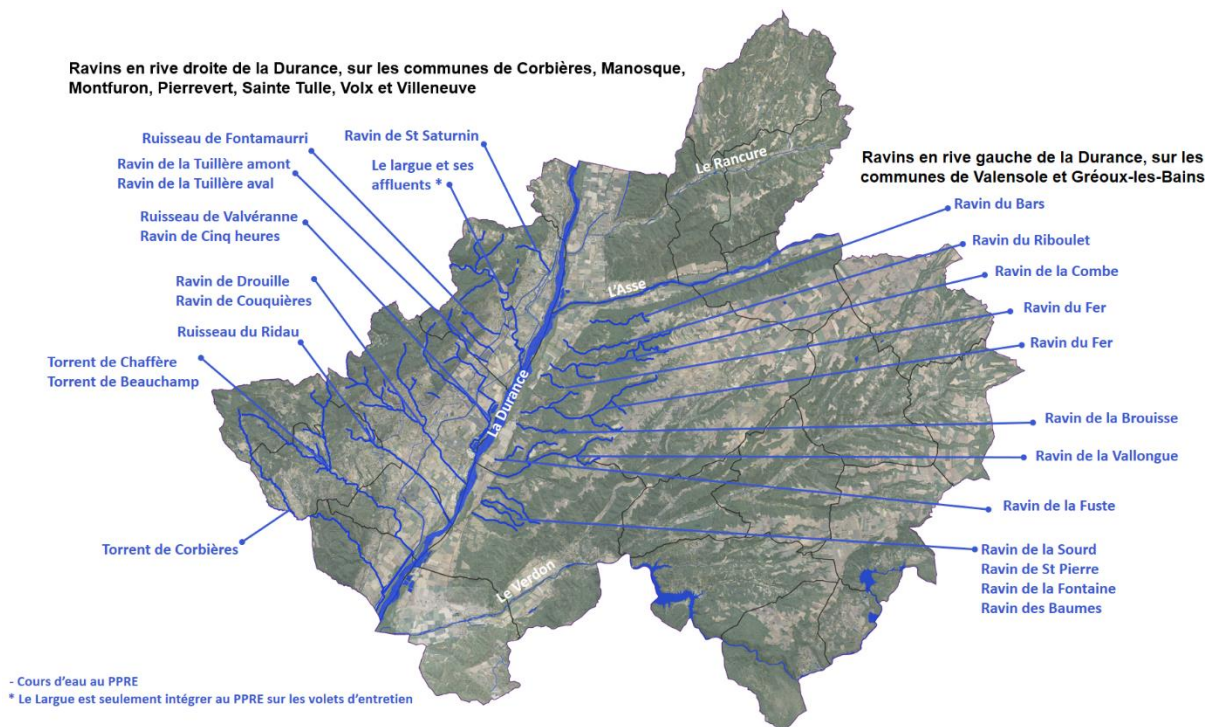 Ravins en rive droite de la Durance, sur les communes de Corbières, Manosque,
Montfuron, Pierrevert, Sainte Tulle, Volx et Villeneuve
Ruisseau de Fontamaurri
Ravin de la Tuillère amont
Ravin de la Tuillère aval
Ruisseau de Valvéranne
Ravin de Cinq heures
Ravin de Drouille
Ravin de Couquières
Ruisseau du Ridau
Torrent de Chaffère
Torrent de Beauchamp
Torrent de Corbières
Ravin de St Saturnin
Le largue et ses
affluents *
Le Rancure
L'Asse
La Durance
Le Verdon
Ravins en rive gauche de la Durance, sur les
communes de Valensole et Gréoux-les-Bains
Ravin du Bars
Ravin du Riboulet
Ravin de la Combe
Ravin du Fer
Ravin du Fer
Ravin de la Brouisse
Ravin de la Vallongue
Ravin de la Fuste
Ravin de la Sourd
Ravin de St Pierre
Ravin de la Fontaine
Ravin des Baumes
- Cours d'eau au PPRE
* Le Largue est seulement intégrer au PPRE sur les volets d'entretien